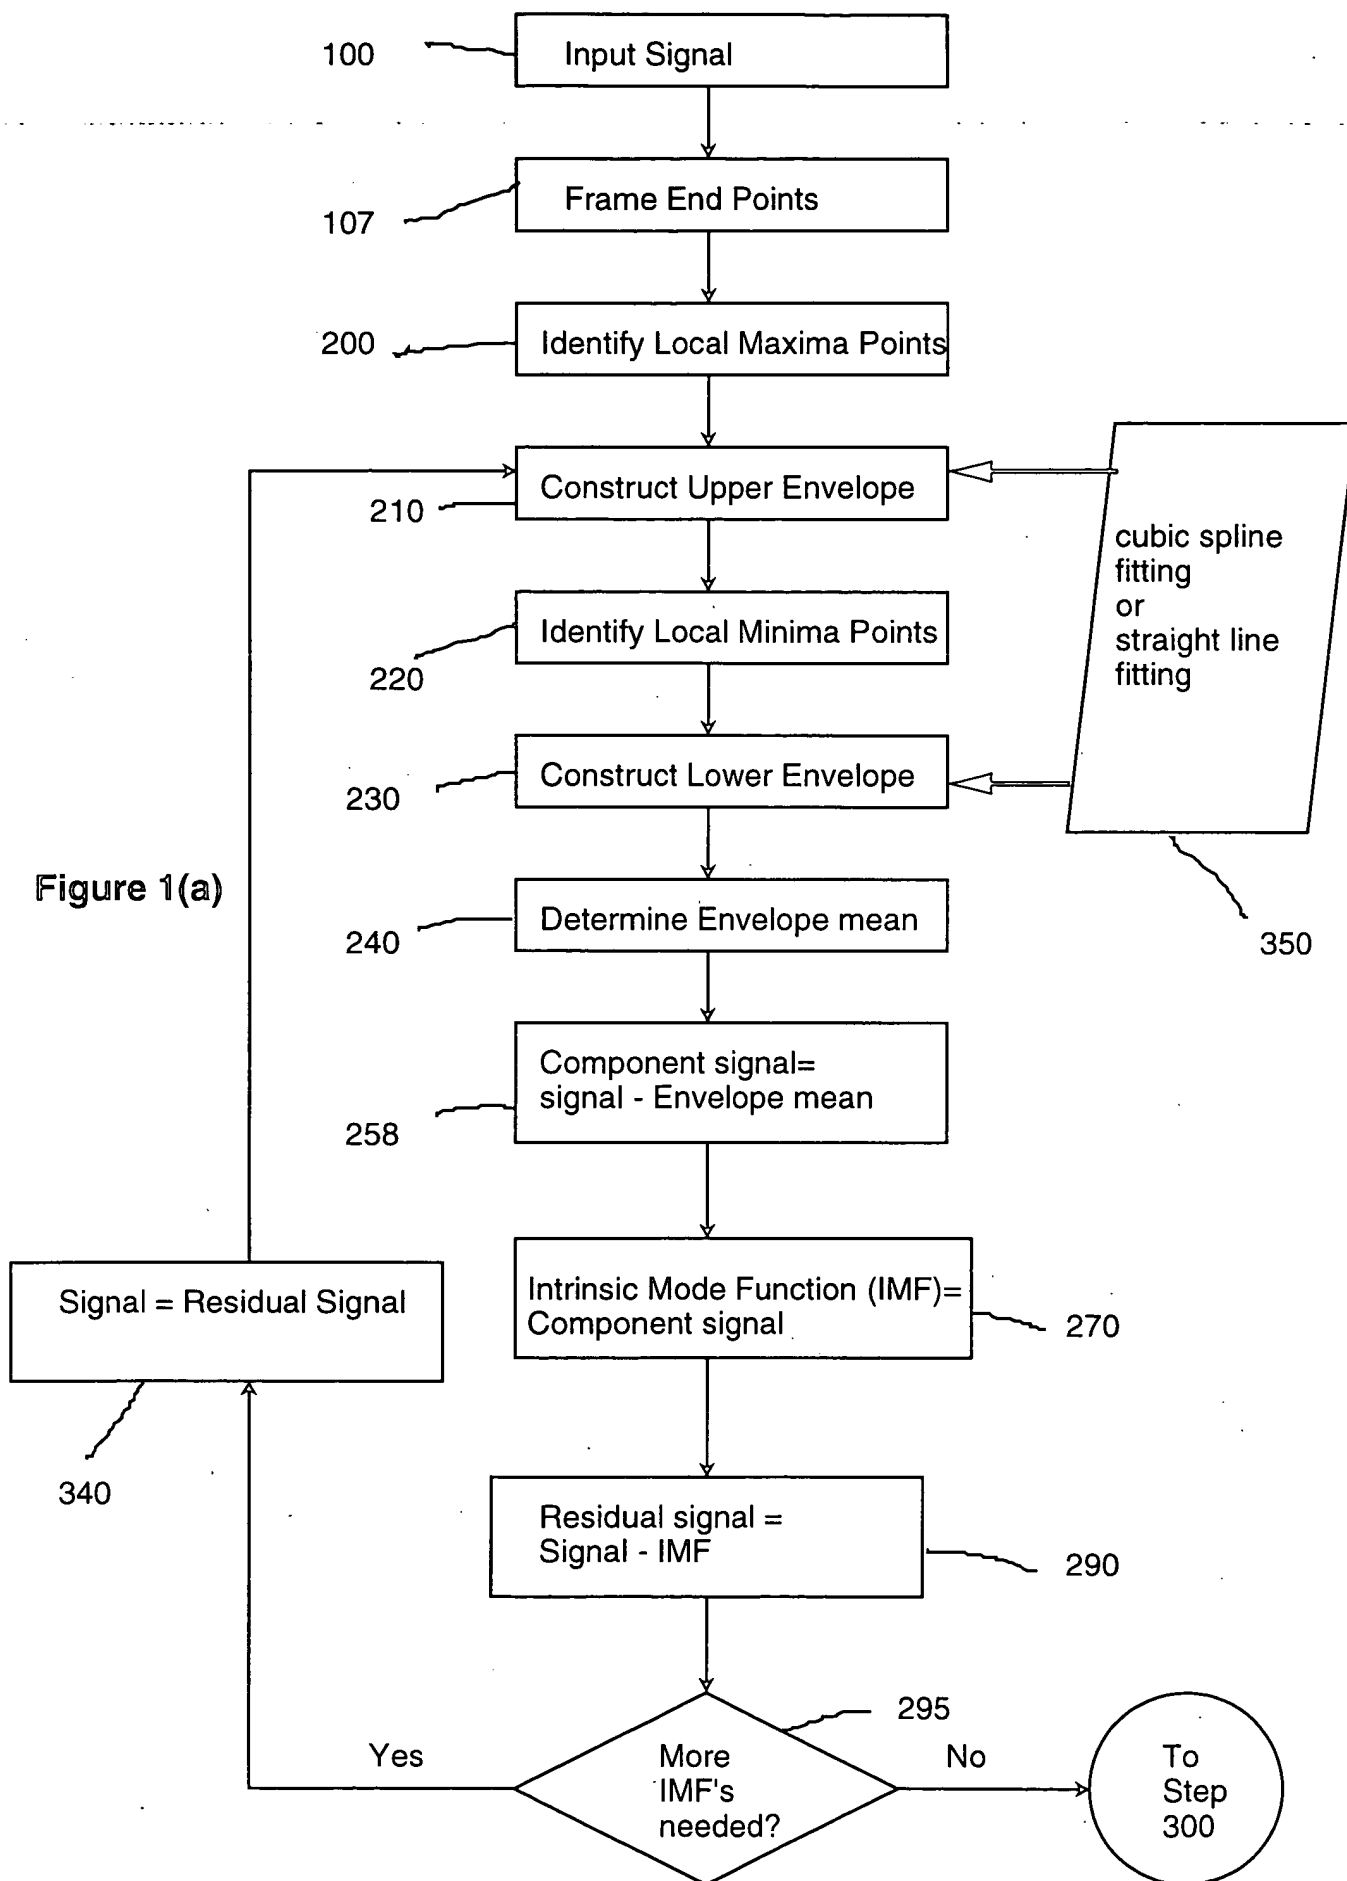 100
Input Signal
107
Frame End Points
200
Identify Local Maxima Points
210
Construct Upper Envelope
cubic spline
fitting
or
straight line
fitting
220
Identify Local Minima Points
230
Construct Lower Envelope
350
Figure 1(a)
240
Determine Envelope mean
258
Component signal=
signal - Envelope mean
Signal = Residual Signal
340
Intrinsic Mode Function (IMF)=
Component signal
270
Residual signal =
Signal - IMF
290
295
Yes
More
IMF's
needed?
No
To
Step
300